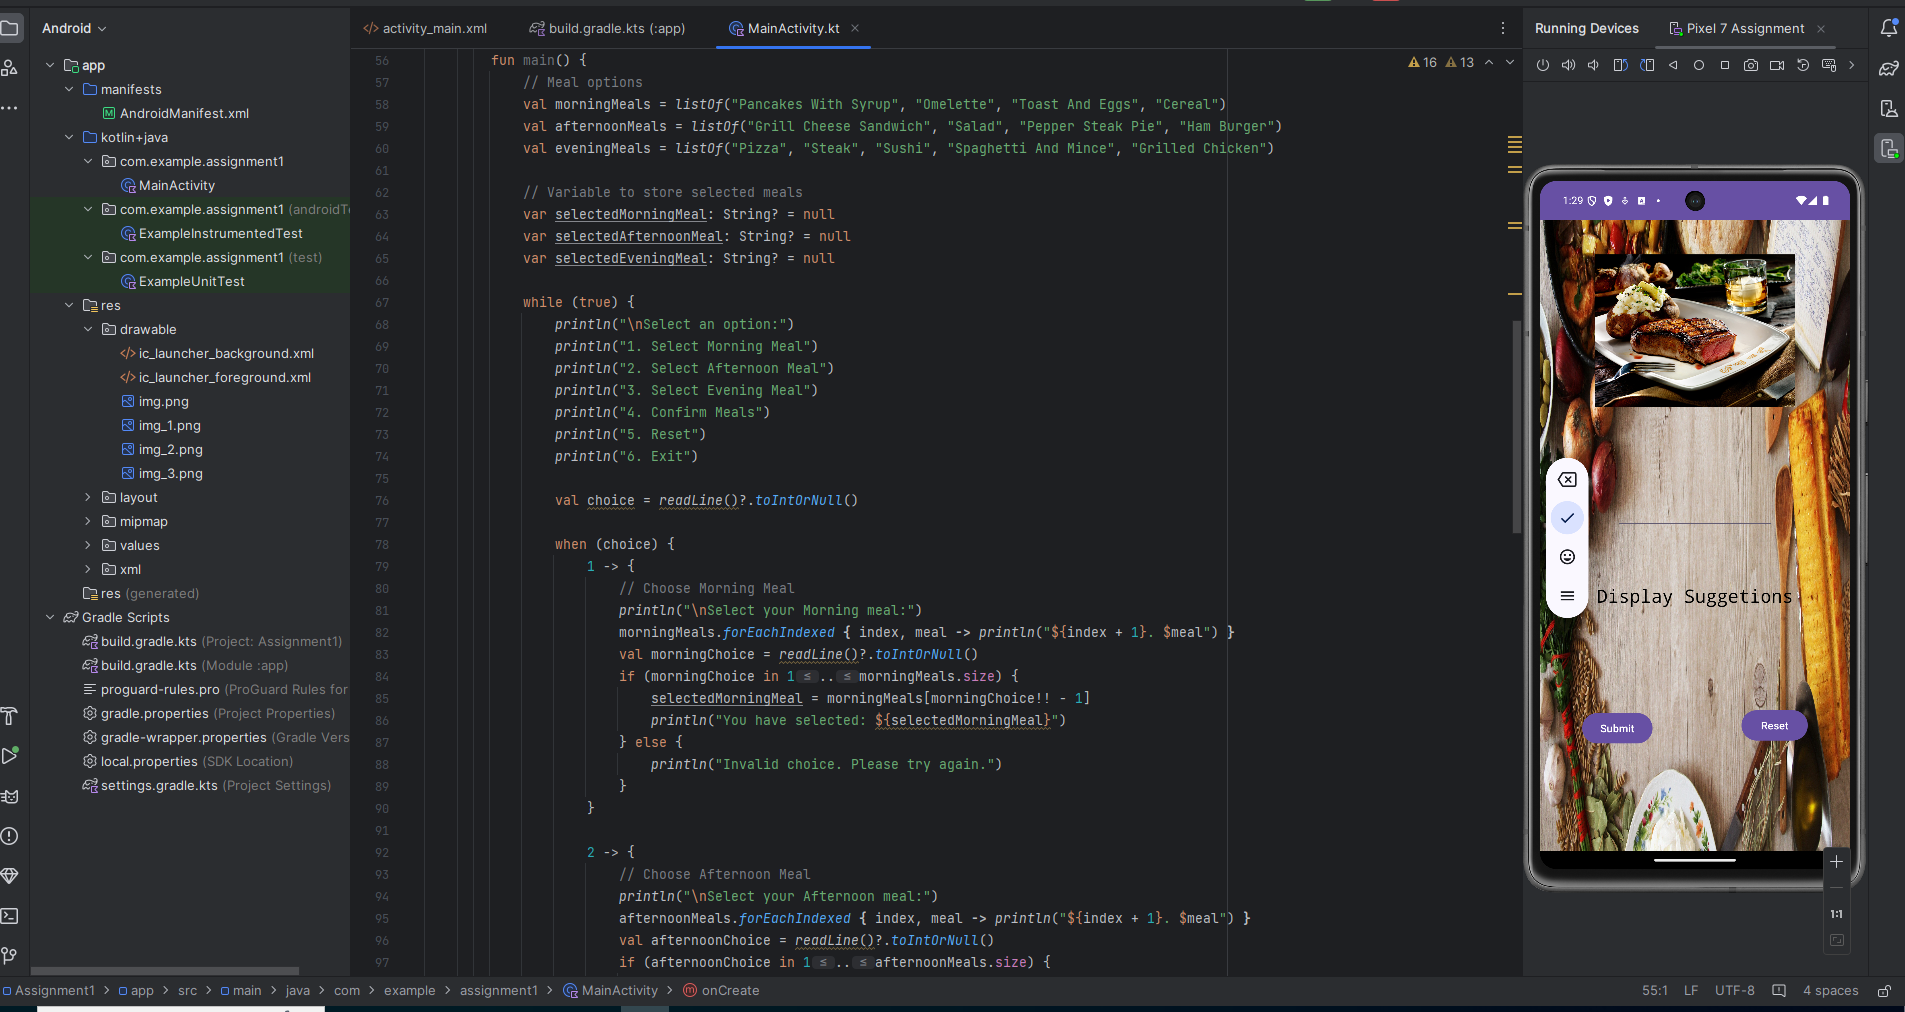 Android
activity_main.xml
build.gradle.kts (:app)
MainActivity.kt
Running Devices
Pixel 7 Assignment
app
manifests
AndroidManifest.xml
kotlin+java
com.example.assignment1
MainActivity
com.example.assignment1 (androidTe
ExampleInstrumentedTest
com.example.assignment1 (test)
ExampleUnitTest
res
drawable
ic_launcher_background.xml
ic_launcher_foreground.xml
img.png
img_1.png
img_2.png
img_3.png
layout
mipmap
values
xml
res (generated)
Gradle Scripts
build.gradle.kts (Project: Assignment1)
build.gradle.kts (Module :app)
proguard-rules.pro (ProGuard Rules for
gradle.properties (Project Properties)
gradle-wrapper.properties (Gradle Vers
local.properties (SDK Location)
settings.gradle.kts (Project Settings)
16 13
56 fun main() {
57 // Meal options
58 val morningMeals = listOf("Pancakes With Syrup", "Omelette", "Toast And Eggs", "Cereal")
59 val afternoonMeals = listOf("Grill Cheese Sandwich", "Salad", "Pepper Steak Pie", "Ham Burger")
60 val eveningMeals = listOf("Pizza", "Steak", "Sushi", "Spaghetti And Mince", "Grilled Chicken")
61
62 // Variable to store selected meals
63 var selectedMorningMeal: String? = null
64 var selectedAfternoonMeal: String? = null
65 var selectedEveningMeal: String? = null
66
67 while (true) {
68 println("\nSelect an option:")
69 println("1. Select Morning Meal")
70 println("2. Select Afternoon Meal")
71 println("3. Select Evening Meal")
72 println("4. Confirm Meals")
73 println("5. Reset")
74 println("6. Exit")
75
76 val choice = readLine()?.toIntOrNull()
77
78 when (choice) {
79 1 -> {
80 // Choose Morning Meal
81 println("\nSelect your Morning meal:")
82 morningMeals.forEachIndexed { index, meal -> println("${index + 1}. $meal") }
83 val morningChoice = readLine()?.toIntOrNull()
84 if (morningChoice in 1 ≤ .. ≤ morningMeals.size) {
85 selectedMorningMeal = morningMeals[morningChoice!! - 1]
86 println("You have selected: ${selectedMorningMeal}")
87 } else {
88 println("Invalid choice. Please try again.")
89 }
90 }
91
92 2 -> {
93 // Choose Afternoon Meal
94 println("\nSelect your Afternoon meal:")
95 afternoonMeals.forEachIndexed { index, meal -> println("${index + 1}. $meal") }
96 val afternoonChoice = readLine()?.toIntOrNull()
97 if (afternoonChoice in 1 ≤ .. ≤ afternoonMeals.size) {
1:29
Display Suggetions
Submit
Reset
1:1
Assignment1 > app > src > main > java > com > example > assignment1 > MainActivity > onCreate
55:1 LF UTF-8 4 spaces